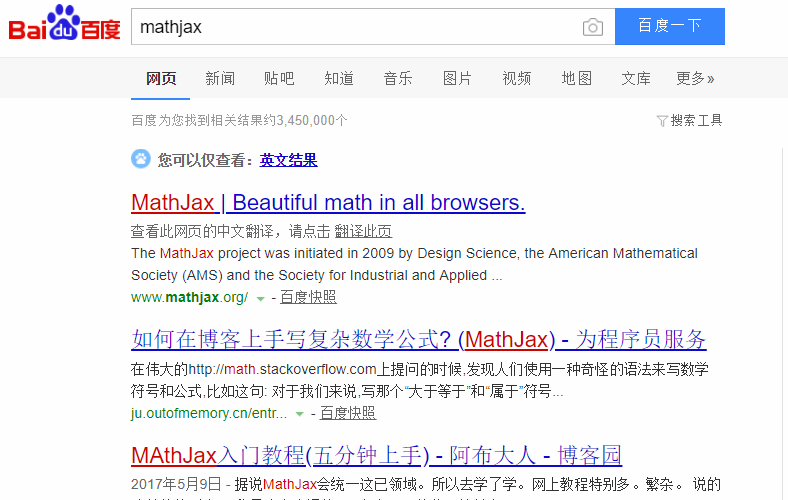 Bai du 百度
mathjax
百度一下
网页 新闻 贴吧 知道 音乐 图片 视频 地图 文库 更多»
百度为您找到相关结果约3,450,000个
搜索工具
您可以仅查看：英文结果
MathJax | Beautiful math in all browsers.
查看此网页的中文翻译，请点击 翻译此页
The MathJax project was initiated in 2009 by Design Science, the American Mathematical
Society (AMS) and the Society for Industrial and Applied ...
www.mathjax.org/ - 百度快照
如何在博客上手写复杂数学公式? (MathJax) - 为程序员服务
在伟大的http://math.stackoverflow.com上提问的时候,发现人们使用一种奇怪的语法来写数学
符号和公式,比如这句: 对于我们来说,写那个“大于等于”和“属于”符号...
ju.outofmemory.cn/entr... - 百度快照
MAthJax入门教程(五分钟上手) - 阿布大人 - 博客园
2017年5月9日 - 据说MathJax会统一这已领域。所以去学了学。网上教程特别多。繁杂。 说的